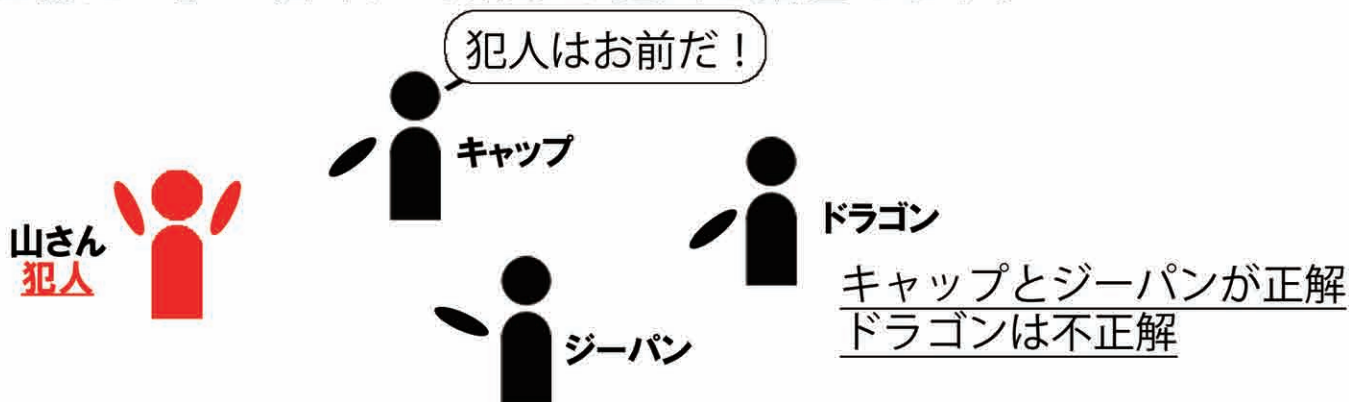 犯人はお前だ！
キャップ
ドラゴン
山さん
犯人
ジーパン
キャップとジーパンが正解
ドラゴンは不正解